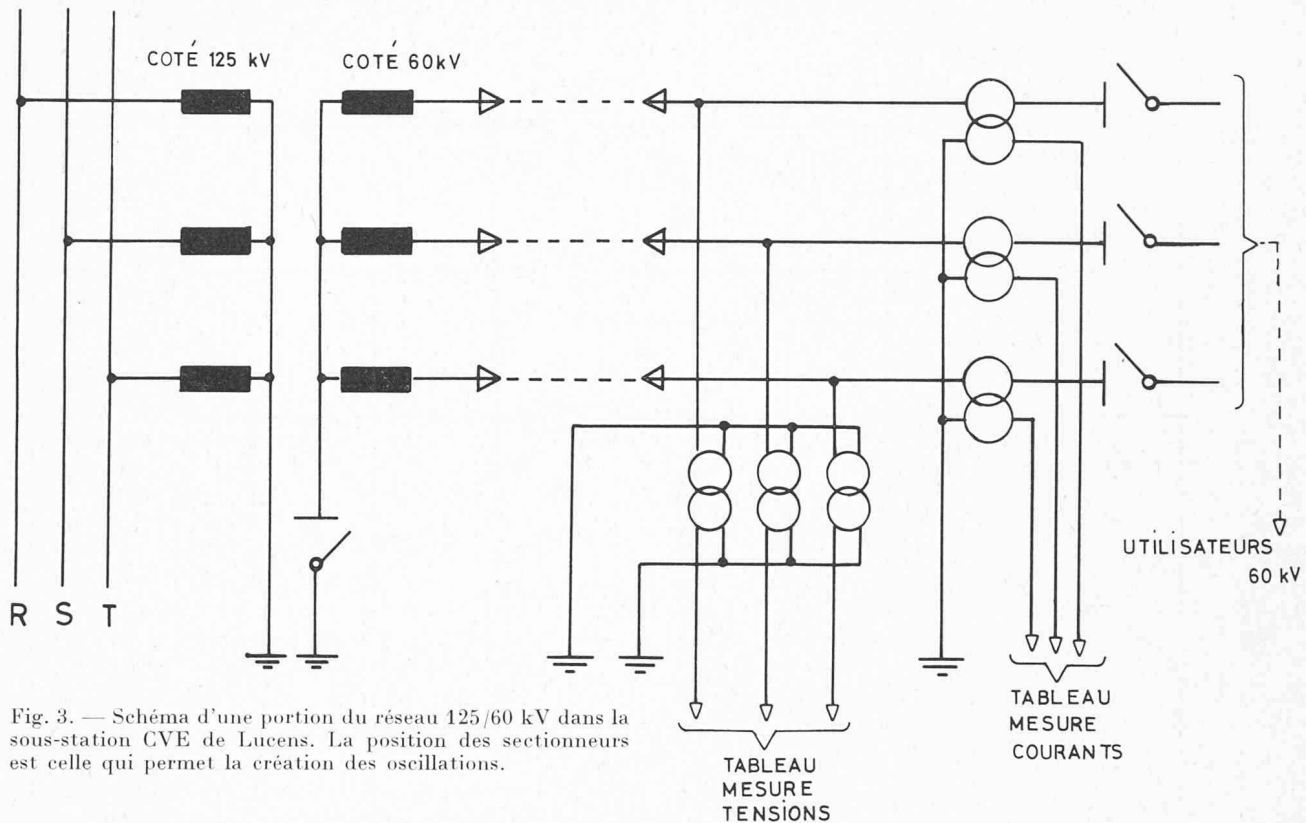 COTÉ 125 kV
COTÉ 60kV
R S T
UTILISATEURS
60 kV
TABLEAU
MESURE
COURANTS
TABLEAU
MESURE
TENSIONS
Fig. 3. — Schéma d'une portion du réseau 125/60 kV dans la
sous-station CVE de Lucens. La position des sectionneurs
est celle qui permet la création des oscillations.